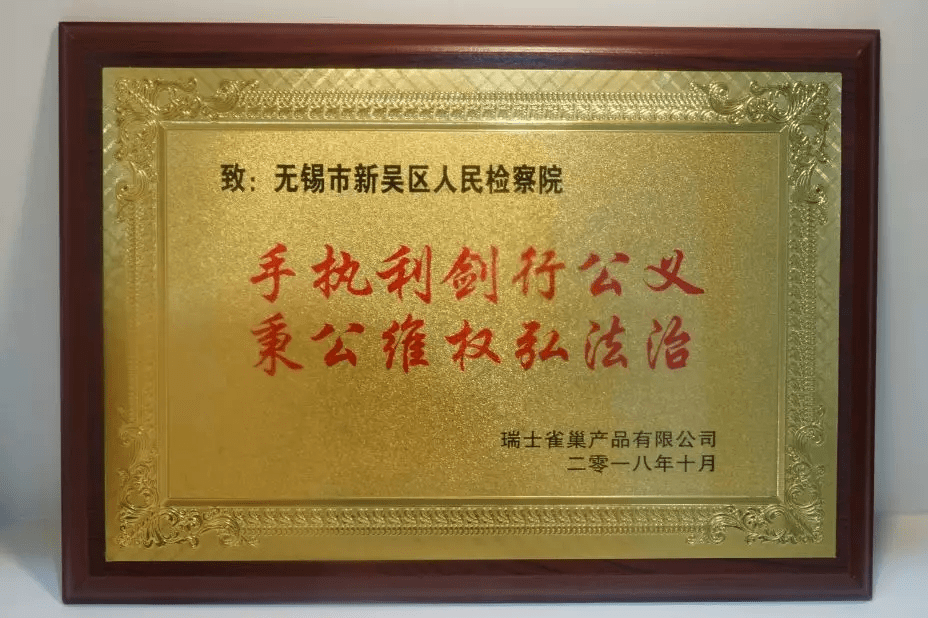 致：无锡市新吴区人民检察院
手执利剑行公义
秉公维权弘法治
瑞士雀巢产品有限公司
二零一八年十月